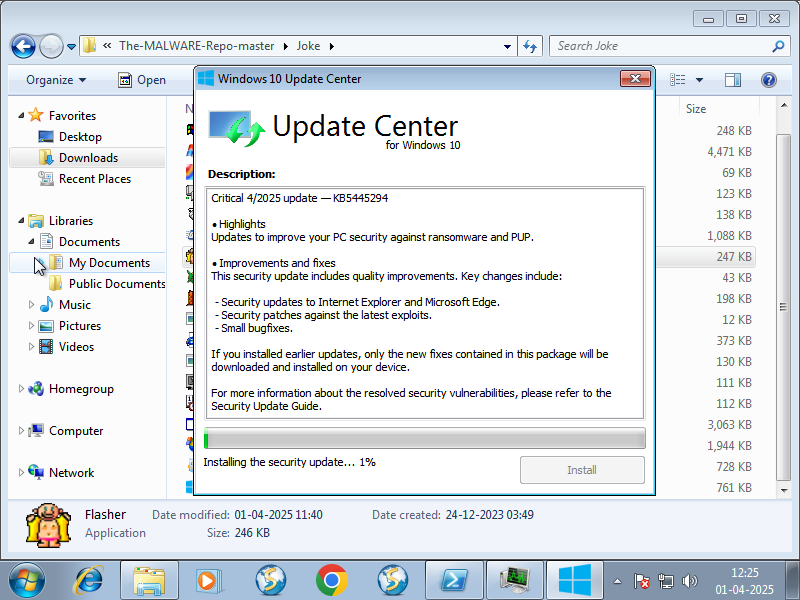 « The-MALWARE-Repo-master ▸ Joke ▸
Search Joke
Organize
Open
Windows 10 Update Center
Update Center
for Windows 10
Description:
Critical 4/2025 update — KB5445294
• Highlights
Updates to improve your PC security against ransomware and PUP.
• Improvements and fixes
This security update includes quality improvements. Key changes include:
- Security updates to Internet Explorer and Microsoft Edge.
- Security patches against the latest exploits.
- Small bugfixes.
If you installed earlier updates, only the new fixes contained in this package will be
downloaded and installed on your device.
For more information about the resolved security vulnerabilities, please refer to the
Security Update Guide.
Installing the security update... 1%
Install
Favorites
Desktop
Downloads
Recent Places
Libraries
Documents
My Documents
Public Documents
Music
Pictures
Videos
Homegroup
Computer
Network
N
Size
248 KB
4,471 KB
69 KB
123 KB
138 KB
1,088 KB
247 KB
43 KB
198 KB
12 KB
373 KB
130 KB
111 KB
112 KB
3,063 KB
1,944 KB
728 KB
761 KB
Flasher
Application
Date modified: 01-04-2025 11:40
Size: 246 KB
Date created: 24-12-2023 03:49
12:25
01-04-2025